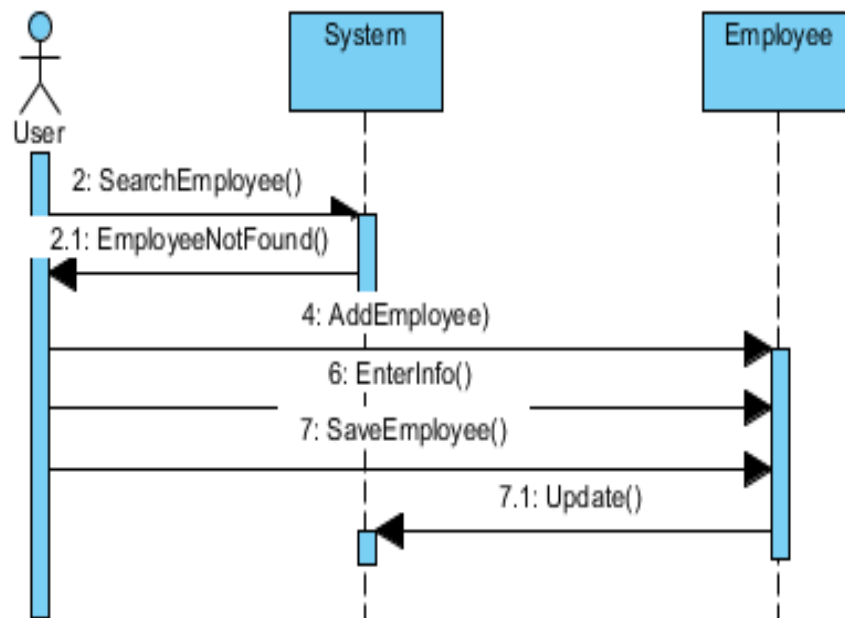 System
Employee
User
2: SearchEmployee()
2.1: EmployeeNotFound()
4: AddEmployee)
6: EnterInfo()
7: SaveEmployee()
7.1: Update()